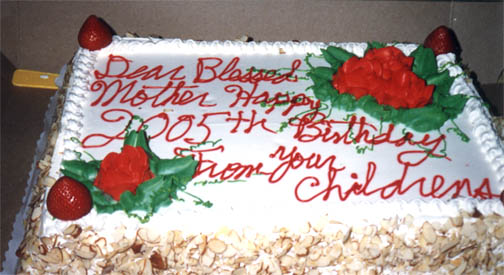 Dear Blessed
Mother Happy
2005th Birthday
From Your
Childrens